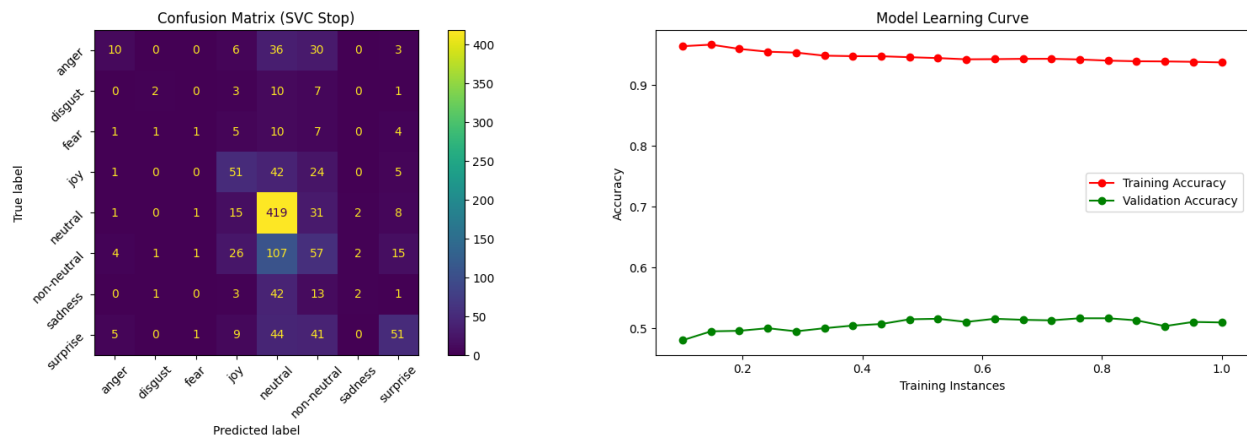 Confusion Matrix (SVC Stop)
True label
anger 10 0 0 6 36 30 0 3
disgust 0 2 0 3 10 7 0 1
fear 1 1 1 5 10 7 0 4
joy 1 0 0 51 42 24 0 5
neutral 1 0 1 15 419 31 2 8
non-neutral 4 1 1 26 107 57 2 15
sadness 0 1 0 3 42 13 2 1
surprise 5 0 1 9 44 41 0 51
anger disgust fear joy neutral non-neutral sadness surprise
Predicted label
400
350
300
250
200
150
100
50
0
Model Learning Curve
Accuracy
0.9
0.8
0.7
0.6
0.5
Training Accuracy
Validation Accuracy
0.2 0.4 0.6 0.8 1.0
Training Instances